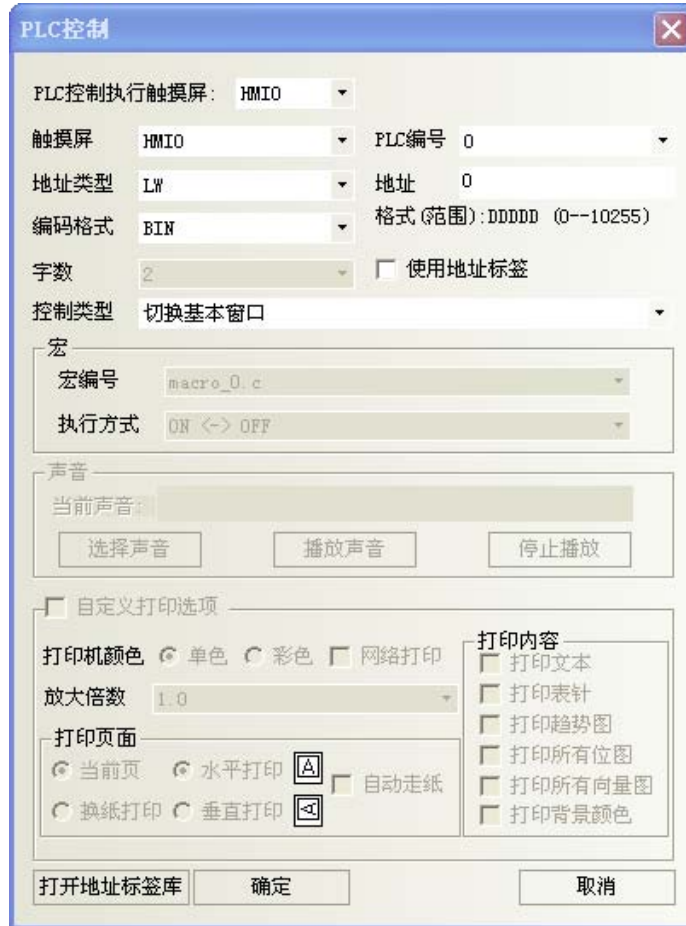 PLC控制
PLC控制执行触摸屏: HMI0
触摸屏 HMI0 PLC编号 0
地址类型 LW 地址 0
编码格式 BIN 格式(范围):DDDDD (0--10255)
字数 2 使用地址标签
控制类型 切换基本窗口
宏
宏编号 macro_0.c
执行方式 ON <-> OFF
声音
当前声音:
选择声音 播放声音 停止播放
自定义打印选项
打印机颜色 单色 彩色 网络打印
放大倍数 1.0
打印页面
当前页 水平打印 A 自动走纸
换纸打印 垂直打印 A
打印内容
打印文本
打印表针
打印趋势图
打印所有位图
打印所有向量图
打印背景颜色
打开地址标签库 确定 取消